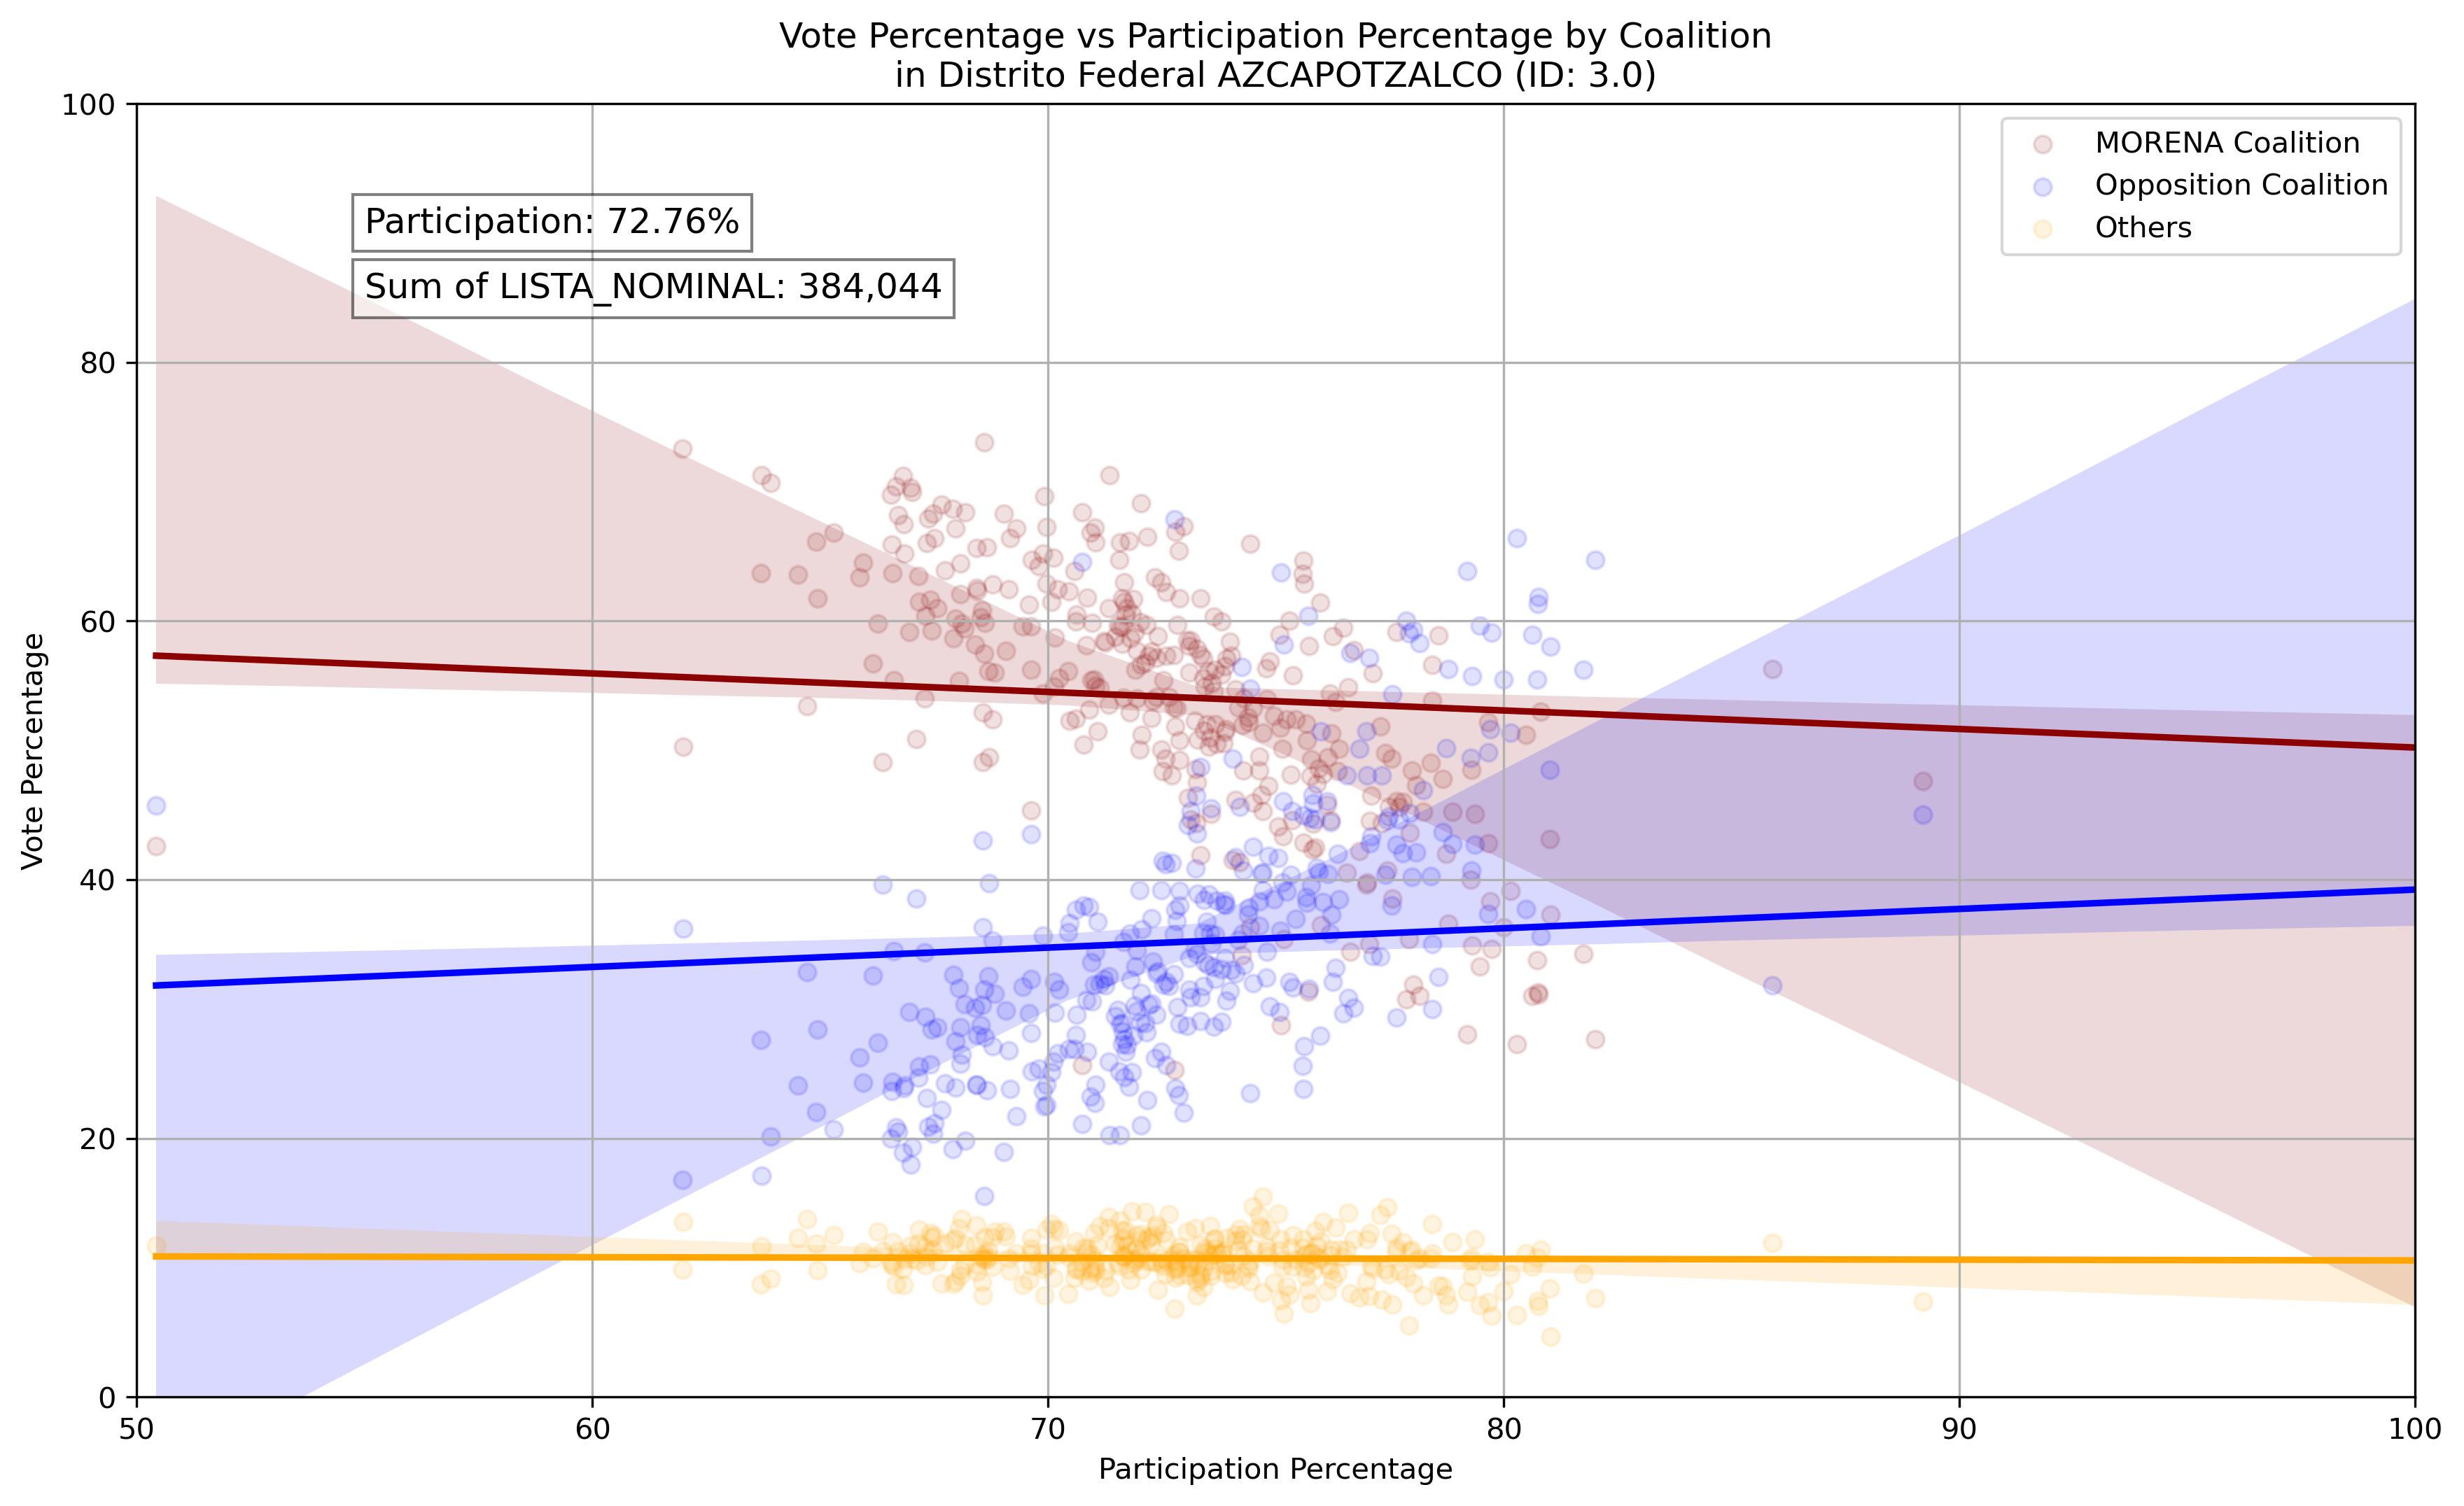 Vote Percentage vs Participation Percentage by Coalition
in Distrito Federal AZCAPOTZALCO (ID: 3.0)
100
80
60
40
20
0
Vote Percentage
Participation: 72.76%
Sum of LISTA_NOMINAL: 384,044
MORENA Coalition
Opposition Coalition
Others
50
60
70
80
90
100
Participation Percentage